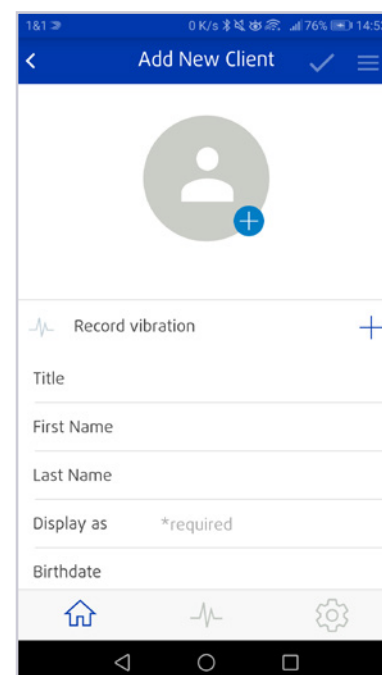 1&1 0 K/s 76% 14:52
Add New Client
Record vibration
Title
First Name
Last Name
Display as *required
Birthdate